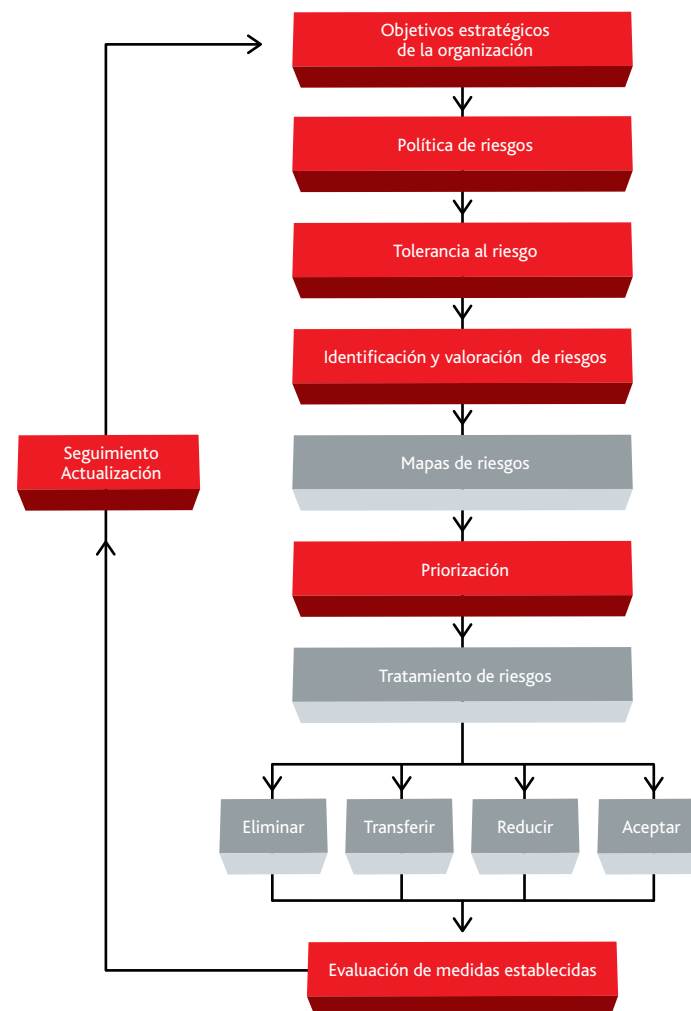 Objetivos estratégicos
de la organización
Política de riesgos
Tolerancia al riesgo
Identificación y valoración de riesgos
Seguimiento
Actualización
Mapas de riesgos
Priorización
Tratamiento de riesgos
Eliminar
Transferir
Reducir
Aceptar
Evaluación de medidas establecidas